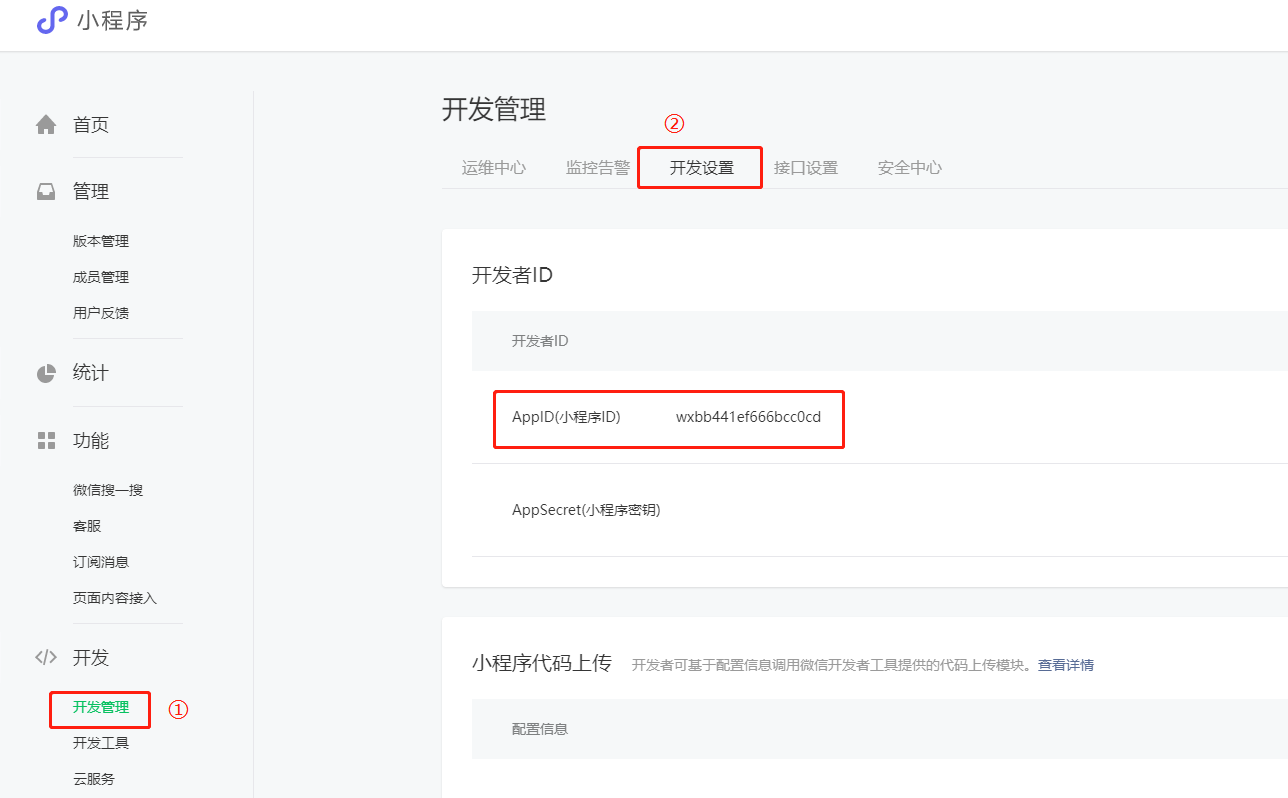 小程序
首页
管理
版本管理
成员管理
用户反馈
统计
功能
微信搜一搜
客服
订阅消息
页面内容接入
开发
开发管理 ①
开发工具
云服务
开发管理
②
运维中心 监控告警 开发设置 接口设置 安全中心
开发者ID
开发者ID
AppID(小程序ID) wxbb441ef666bcc0cd
AppSecret(小程序密钥)
小程序代码上传 开发者可基于配置信息调用微信开发者工具提供的代码上传模块。查看详情
配置信息